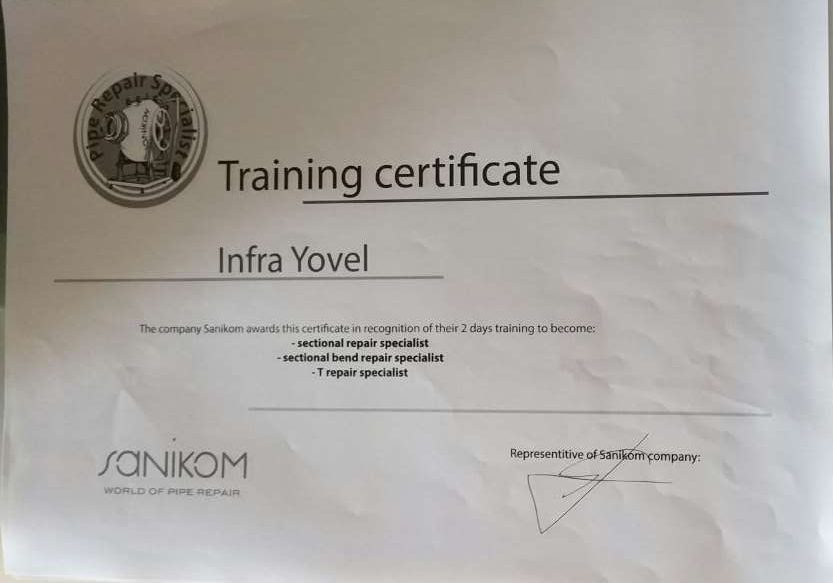 Pipe Repair Specialist
SANIKOM
Training certificate
Infra Yovel
The company Sanikom awards this certificate in recognition of their 2 days training to become:
- sectional repair specialist
- sectional bend repair specialist
- T repair specialist
SANIKOM
WORLD OF PIPE REPAIR
Representitive of Sanikom company: